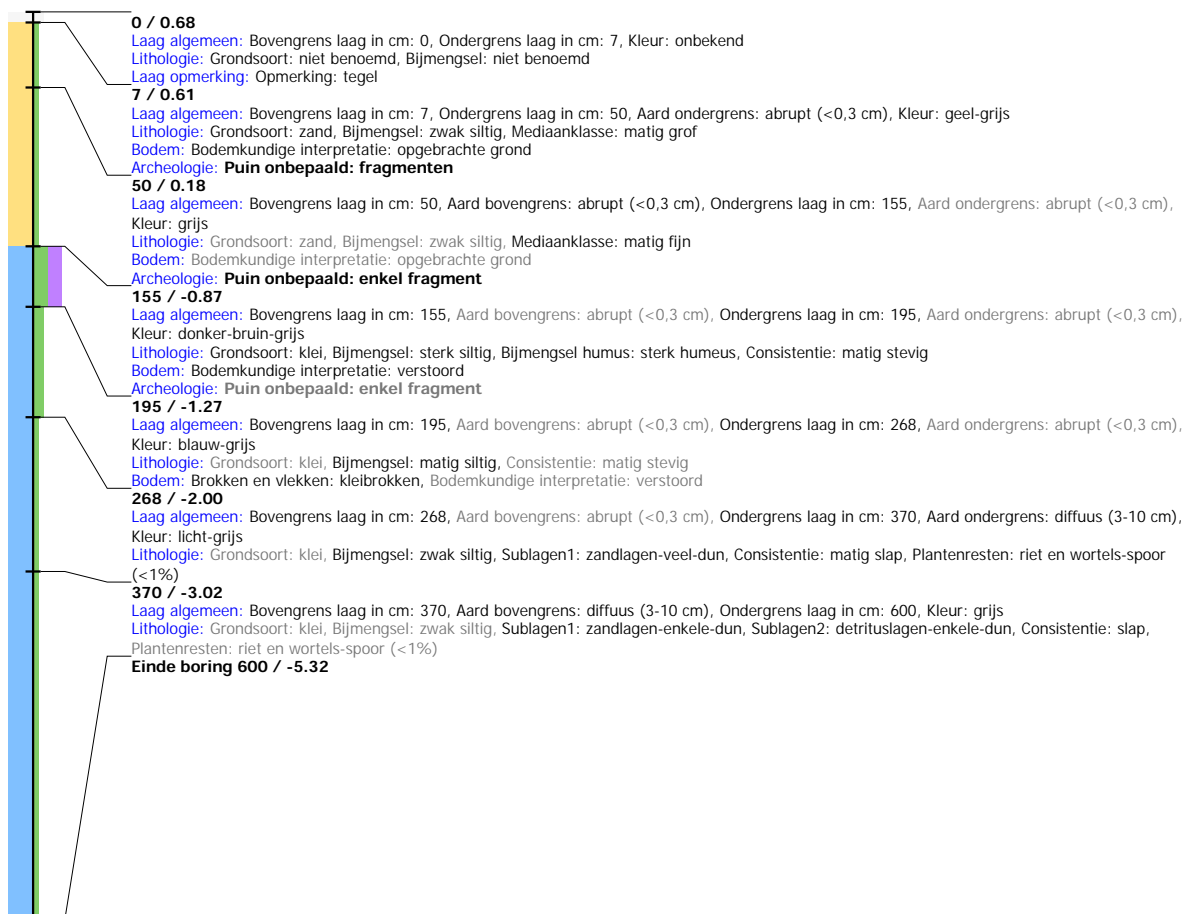 0 / 0.68
Laag algemeen: Bovengrens laag in cm: 0, Ondergrens laag in cm: 7, Kleur: onbekend
Lithologie: Grondsoort: niet benoemd, Bijmengsel: niet benoemd
Laag opmerking: Opmerking: tegel
7 / 0.61
Laag algemeen: Bovengrens laag in cm: 7, Ondergrens laag in cm: 50, Aard ondergrens: abrupt (<0,3 cm), Kleur: geel-grijs
Lithologie: Grondsoort: zand, Bijmengsel: zwak siltig, Mediaanklasse: matig grof
Bodem: Bodemkundige interpretatie: opgebrachte grond
Archeologie: Puin onbepaald: fragmenten
50 / 0.18
Laag algemeen: Bovengrens laag in cm: 50, Aard bovengrens: abrupt (<0,3 cm), Ondergrens laag in cm: 155, Aard ondergrens: abrupt (<0,3 cm),
Kleur: grijs
Lithologie: Grondsoort: zand, Bijmengsel: zwak siltig, Mediaanklasse: matig fijn
Bodem: Bodemkundige interpretatie: opgebrachte grond
Archeologie: Puin onbepaald: enkel fragment
155 / -0.87
Laag algemeen: Bovengrens laag in cm: 155, Aard bovengrens: abrupt (<0,3 cm), Ondergrens laag in cm: 195, Aard ondergrens: abrupt (<0,3 cm),
Kleur: donker-bruin-grijs
Lithologie: Grondsoort: klei, Bijmengsel: sterk siltig, Bijmengsel humus: sterk humeus, Consistentie: matig stevig
Bodem: Bodemkundige interpretatie: verstoord
Archeologie: Puin onbepaald: enkel fragment
195 / -1.27
Laag algemeen: Bovengrens laag in cm: 195, Aard bovengrens: abrupt (<0,3 cm), Ondergrens laag in cm: 268, Aard ondergrens: abrupt (<0,3 cm),
Kleur: blauw-grijs
Lithologie: Grondsoort: klei, Bijmengsel: matig siltig, Consistentie: matig stevig
Bodem: Brokken en vlekken: kleibrokken, Bodemkundige interpretatie: verstoord
268 / -2.00
Laag algemeen: Bovengrens laag in cm: 268, Aard bovengrens: abrupt (<0,3 cm), Ondergrens laag in cm: 370, Aard ondergrens: diffuus (3-10 cm),
Kleur: licht-grijs
Lithologie: Grondsoort: klei, Bijmengsel: zwak siltig, Sublagen1: zandlagen-veel-dun, Consistentie: matig slap, Plantenresten: riet en wortels-spoor
(<1%)
370 / -3.02
Laag algemeen: Bovengrens laag in cm: 370, Aard bovengrens: diffuus (3-10 cm), Ondergrens laag in cm: 600, Kleur: grijs
Lithologie: Grondsoort: klei, Bijmengsel: zwak siltig, Sublagen1: zandlagen-enkele-dun, Sublagen2: detrituslagen-enkele-dun, Consistentie: slap,
Plantenresten: riet en wortels-spoor (<1%)
Einde boring 600 / -5.32